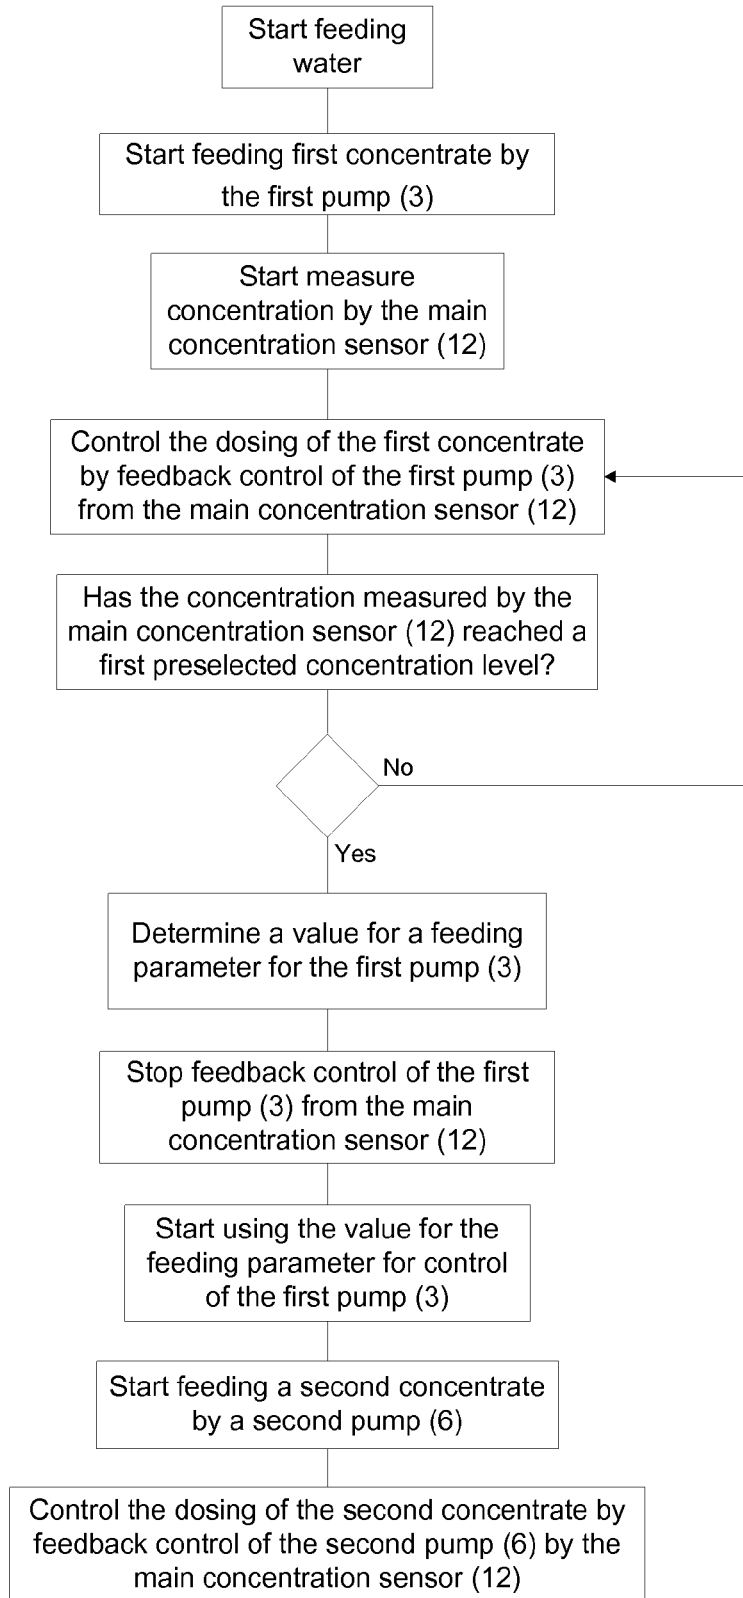 Start feeding
water
Start feeding first concentrate by
the first pump (3)
Start measure
concentration by the main
concentration sensor (12)
Control the dosing of the first concentrate
by feedback control of the first pump (3)
from the main concentration sensor (12)
Has the concentration measured by the
main concentration sensor (12) reached a
first preselected concentration level?
No
Yes
Determine a value for a feeding
parameter for the first pump (3)
Stop feedback control of the first
pump (3) from the main
concentration sensor (12)
Start using the value for the
feeding parameter for control
of the first pump (3)
Start feeding a second concentrate
by a second pump (6)
Control the dosing of the second concentrate by
feedback control of the second pump (6) by the
main concentration sensor (12)